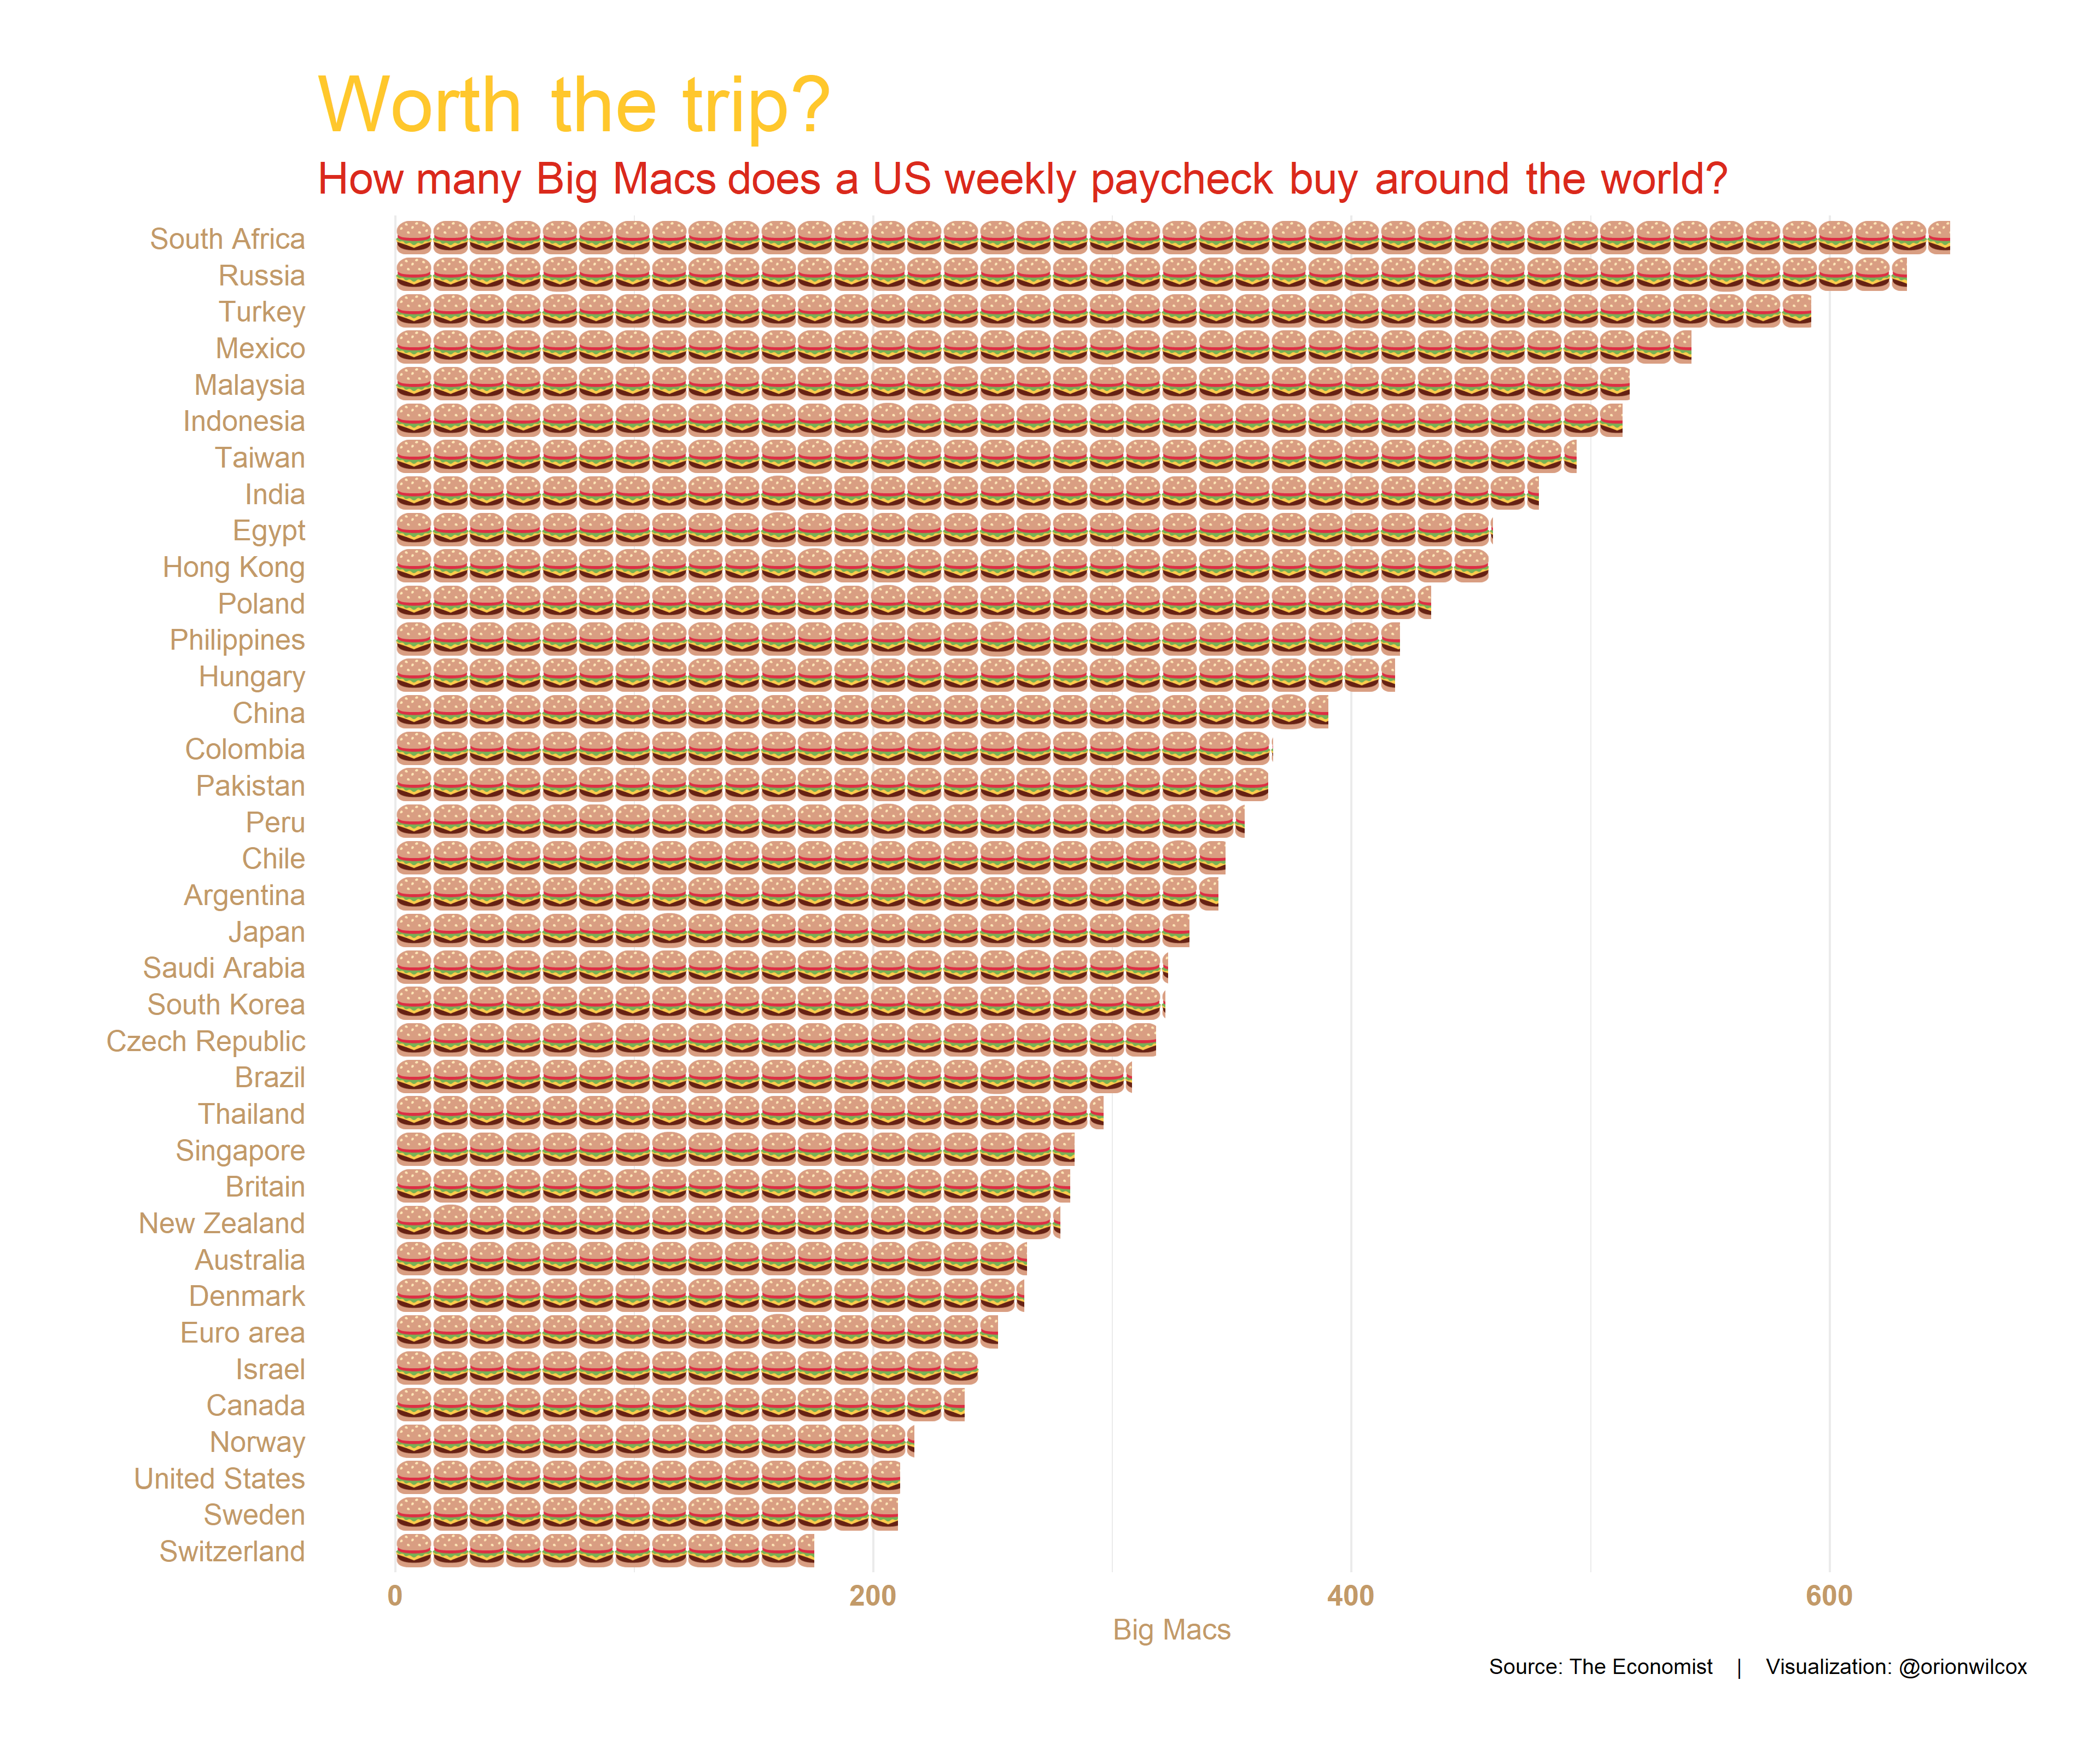 Worth the trip?
How many Big Macs does a US weekly paycheck buy around the world?
South Africa
Russia
Turkey
Mexico
Malaysia
Indonesia
Taiwan
India
Egypt
Hong Kong
Poland
Philippines
Hungary
China
Colombia
Pakistan
Peru
Chile
Argentina
Japan
Saudi Arabia
South Korea
Czech Republic
Brazil
Thailand
Singapore
Britain
New Zealand
Australia
Denmark
Euro area
Israel
Canada
Norway
United States
Sweden
Switzerland
0 200 400 600
Big Macs
Source: The Economist | Visualization: @orionwilcox